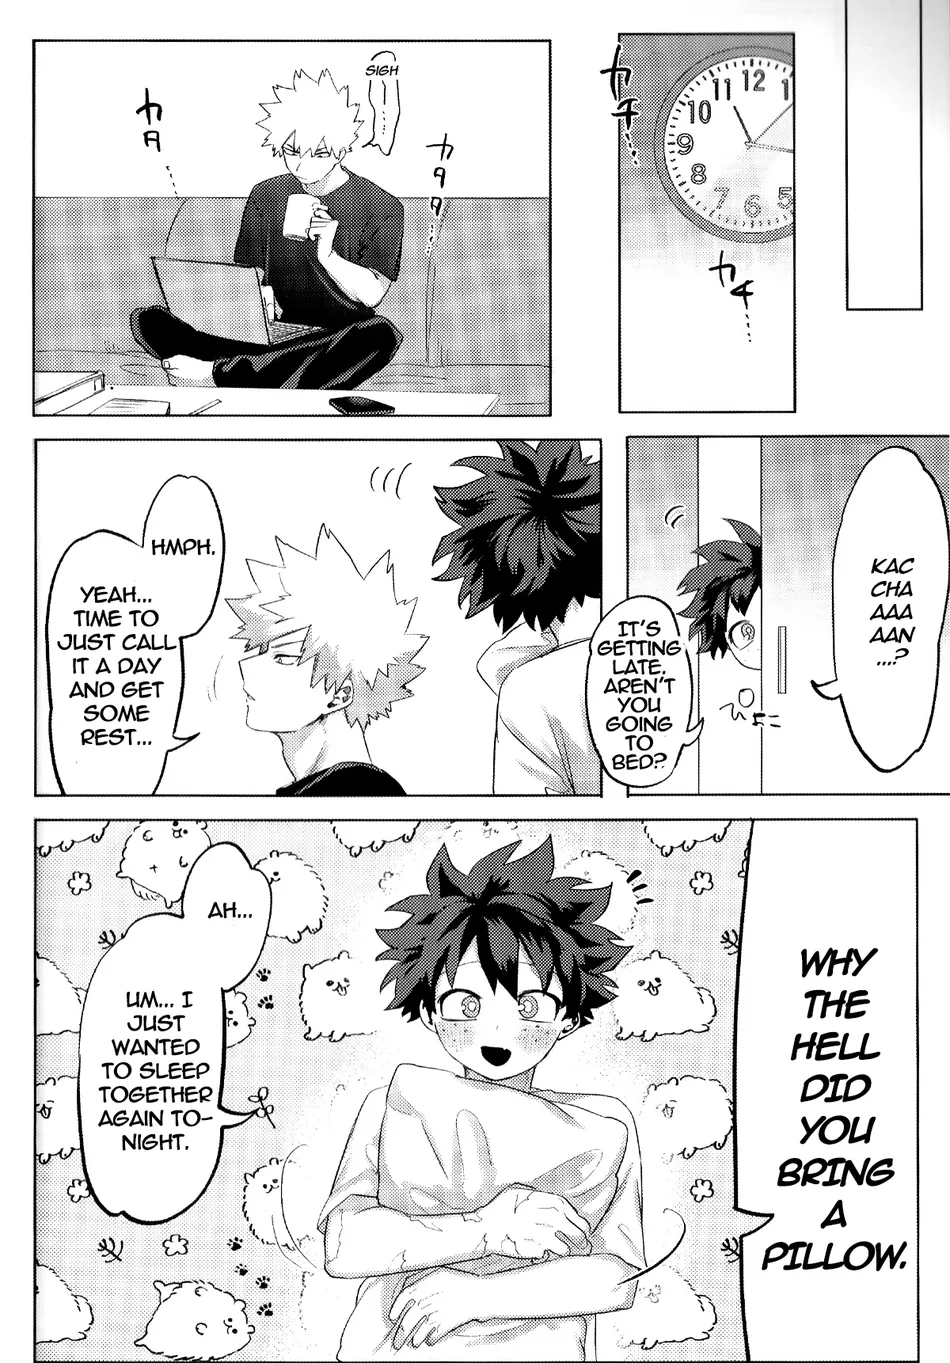 カチ……
12
1
11
10
9
8
7
6
5
カチ……
SIGH
カタ……
カタ……
KAC
CHA
AAA
AAN
....?
ひょこ
IT'S
GETTING
LATE.
AREN'T
YOU
GOING
TO
BED?
HMPH.
YEAH...
TIME TO
JUST CALL
IT A DAY
AND GET
SOME
REST...
WHY
THE
HELL
DID
YOU
BRING
A
PILLOW.
AH...
UM... I
JUST
WANTED
TO SLEEP
TOGETHER
AGAIN TO-
NIGHT.